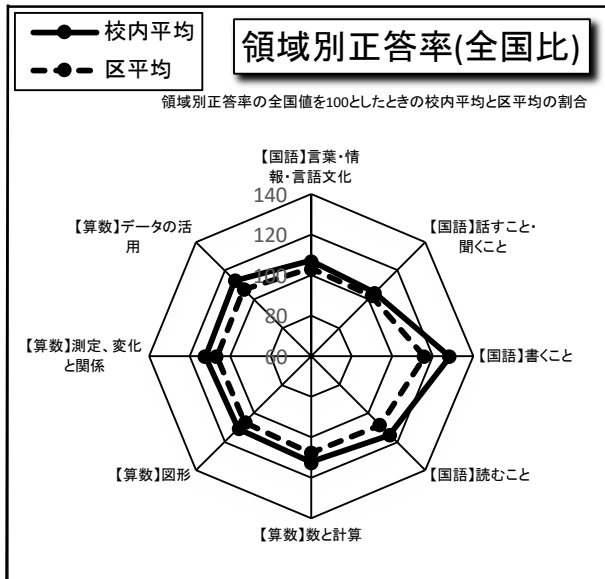 校内平均
区平均
領域別正答率(全国比)
領域別正答率の全国値を100としたときの校内平均と区平均の割合
【国語】言葉・情
報・言語文化
【国語】話すこと・
聞くこと
【国語】書くこと
【国語】読むこと
【算数】数と計算
【算数】図形
【算数】測定、変化
と関係
【算数】データの活
用
140
120
100
80
60